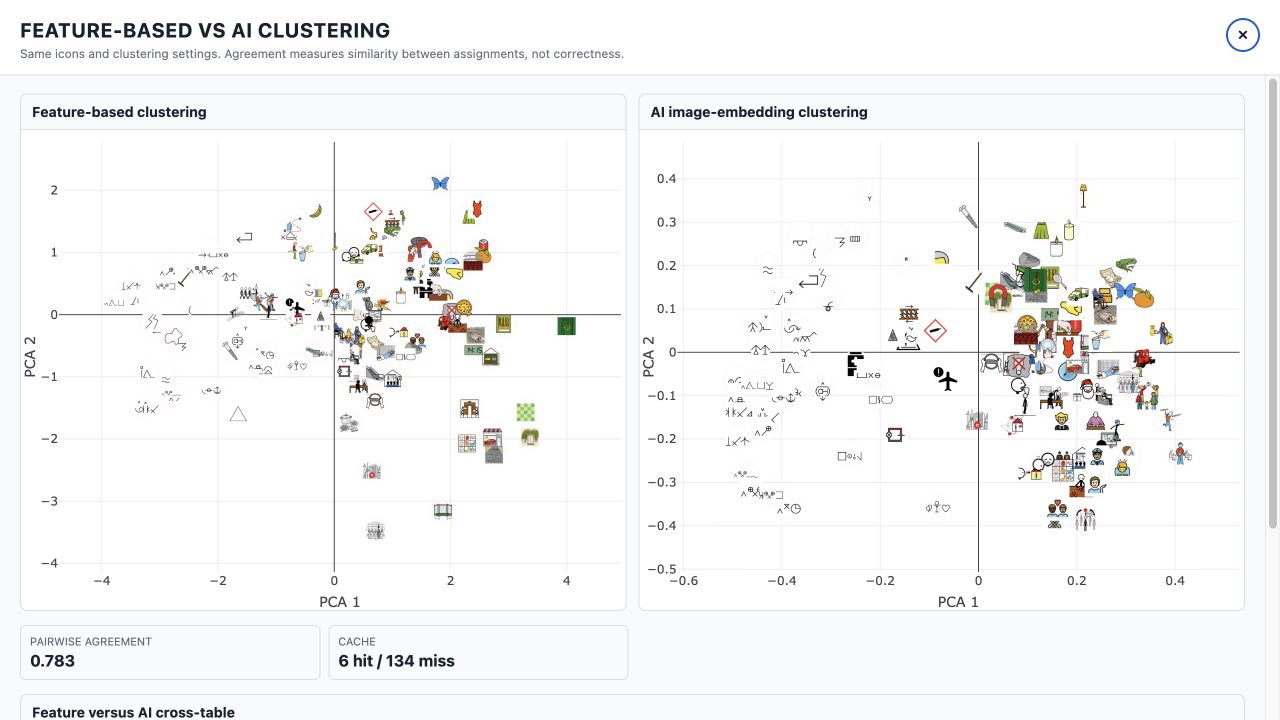 FEATURE-BASED VS AI CLUSTERING
Same icons and clustering settings. Agreement measures similarity between assignments, not correctness.
×
Feature-based clustering
AI image-embedding clustering
2
1
0
−1
−2
−3
−4
−4
−2
0
2
4
PCA 1
PCA 2
0.4
0.3
0.2
0.1
0
−0.1
−0.2
−0.3
−0.4
−0.5
−0.6
−0.4
−0.2
0
0.2
0.4
PCA 1
PCA 2
PAIRWISE AGREEMENT
0.783
CACHE
6 hit / 134 miss
Feature versus AI cross-table